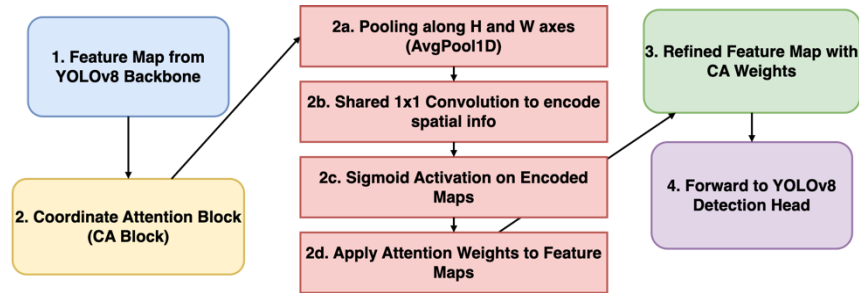 1. Feature Map from
YOLOv8 Backbone
2. Coordinate Attention Block
(CA Block)
2a. Pooling along H and W axes
(AvgPool1D)
2b. Shared 1x1 Convolution to encode
spatial info
2c. Sigmoid Activation on Encoded
Maps
2d. Apply Attention Weights to Feature
Maps
3. Refined Feature Map with
CA Weights
4. Forward to YOLOv8
Detection Head